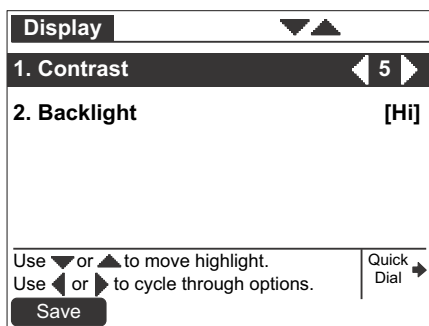 Display
1. Contrast 5
2. Backlight [Hi]
Use ▼ or ▲ to move highlight.
Use ◀ or ▶ to cycle through options.
Quick
Dial
Save